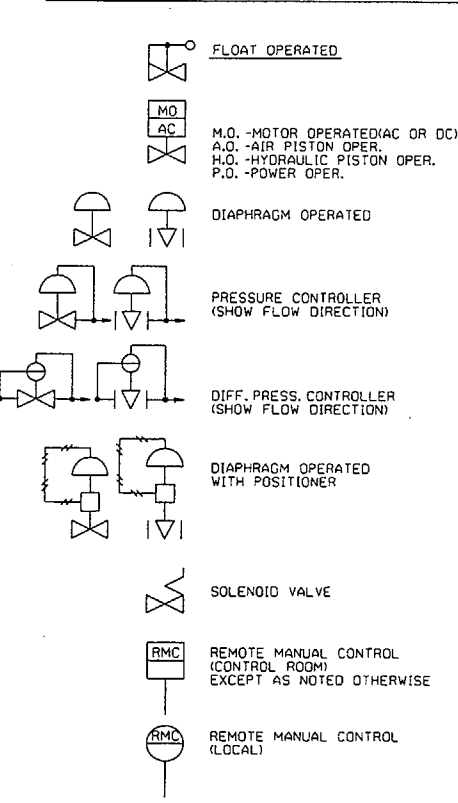 FLOAT OPERATED
MO
AC
M.O. -MOTOR OPERATED(AC OR DC)
A.O. -AIR PISTON OPER.
H.O. -HYDRAULIC PISTON OPER.
P.O. -POWER OPER.
DIAPHRAGM OPERATED
PRESSURE CONTROLLER
(SHOW FLOW DIRECTION)
DIFF. PRESS. CONTROLLER
(SHOW FLOW DIRECTION)
DIAPHRAGM OPERATED
WITH POSITIONER
SOLENOID VALVE
RMC
REMOTE MANUAL CONTROL
(CONTROL ROOM)
EXCEPT AS NOTED OTHERWISE
RMC
REMOTE MANUAL CONTROL
(LOCAL)